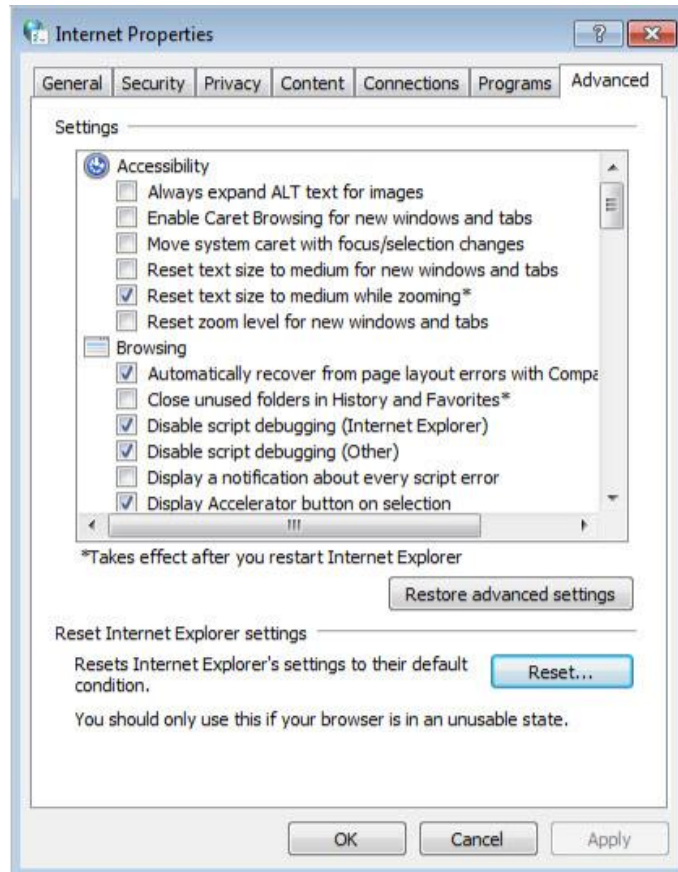 Internet Properties
General Security Privacy Content Connections Programs Advanced
Settings
Accessibility
Always expand ALT text for images
Enable Caret Browsing for new windows and tabs
Move system caret with focus/selection changes
Reset text size to medium for new windows and tabs
Reset text size to medium while zooming*
Reset zoom level for new windows and tabs
Browsing
Automatically recover from page layout errors with Compa
Close unused folders in History and Favorites*
Disable script debugging (Internet Explorer)
Disable script debugging (Other)
Display a notification about every script error
Display Accelerator button on selection
*Takes effect after you restart Internet Explorer
Restore advanced settings
Reset Internet Explorer settings
Resets Internet Explorer's settings to their default
condition.
Reset...
You should only use this if your browser is in an unusable state.
OK Cancel Apply